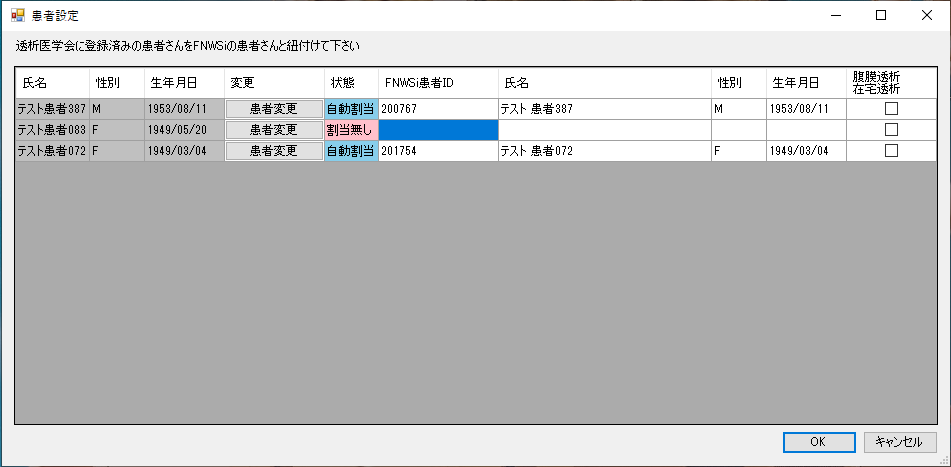 患者設定
透析医学会に登録済みの患者さんをFNWSiの患者さんと紐付けて下さい
氏名 性別 生年月日 変更 状態 FNWSi患者ID 氏名 性別 生年月日 腹膜透析
在宅透析
テスト患者387 M 1953/08/11 患者変更 自動割当 200767 テスト 患者387 M 1953/08/11
テスト患者083 F 1949/05/20 患者変更 割当無し
テスト患者072 F 1949/03/04 患者変更 自動割当 201754 テスト 患者072 F 1949/03/04
OK キャンセル